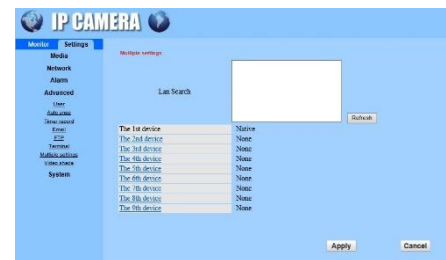 IP CAMERA
Monitor Settings
Media
Network
Alarm
Advanced
User
Auto snap
Timer record
Email
FTP
Terminal
Multiple settings
Video shade
System
Multiple settings
Lan Search
Refresh
The 1st device Native
The 2nd device None
The 3rd device None
The 4th device None
The 5th device None
The 6th device None
The 7th device None
The 8th device None
The 9th device None
Apply Cancel